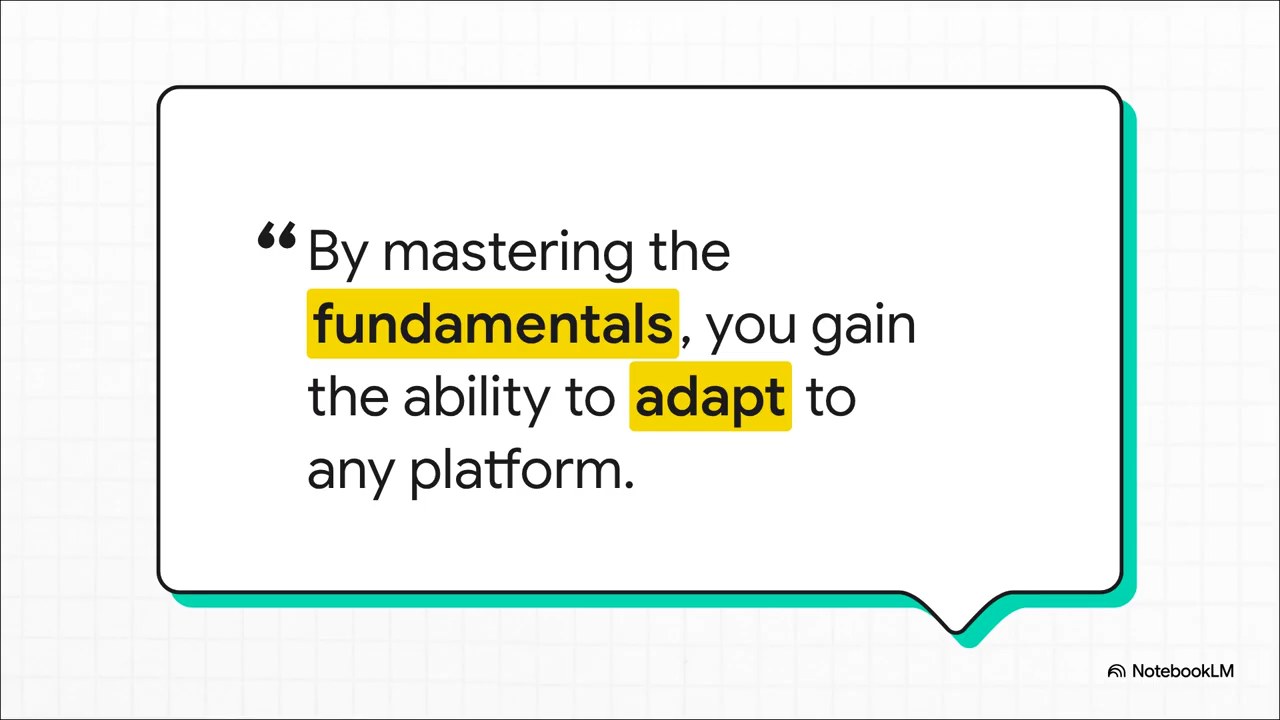 “By mastering the
fundamentals, you gain
the ability to adapt to
any platform.
NotebookLM